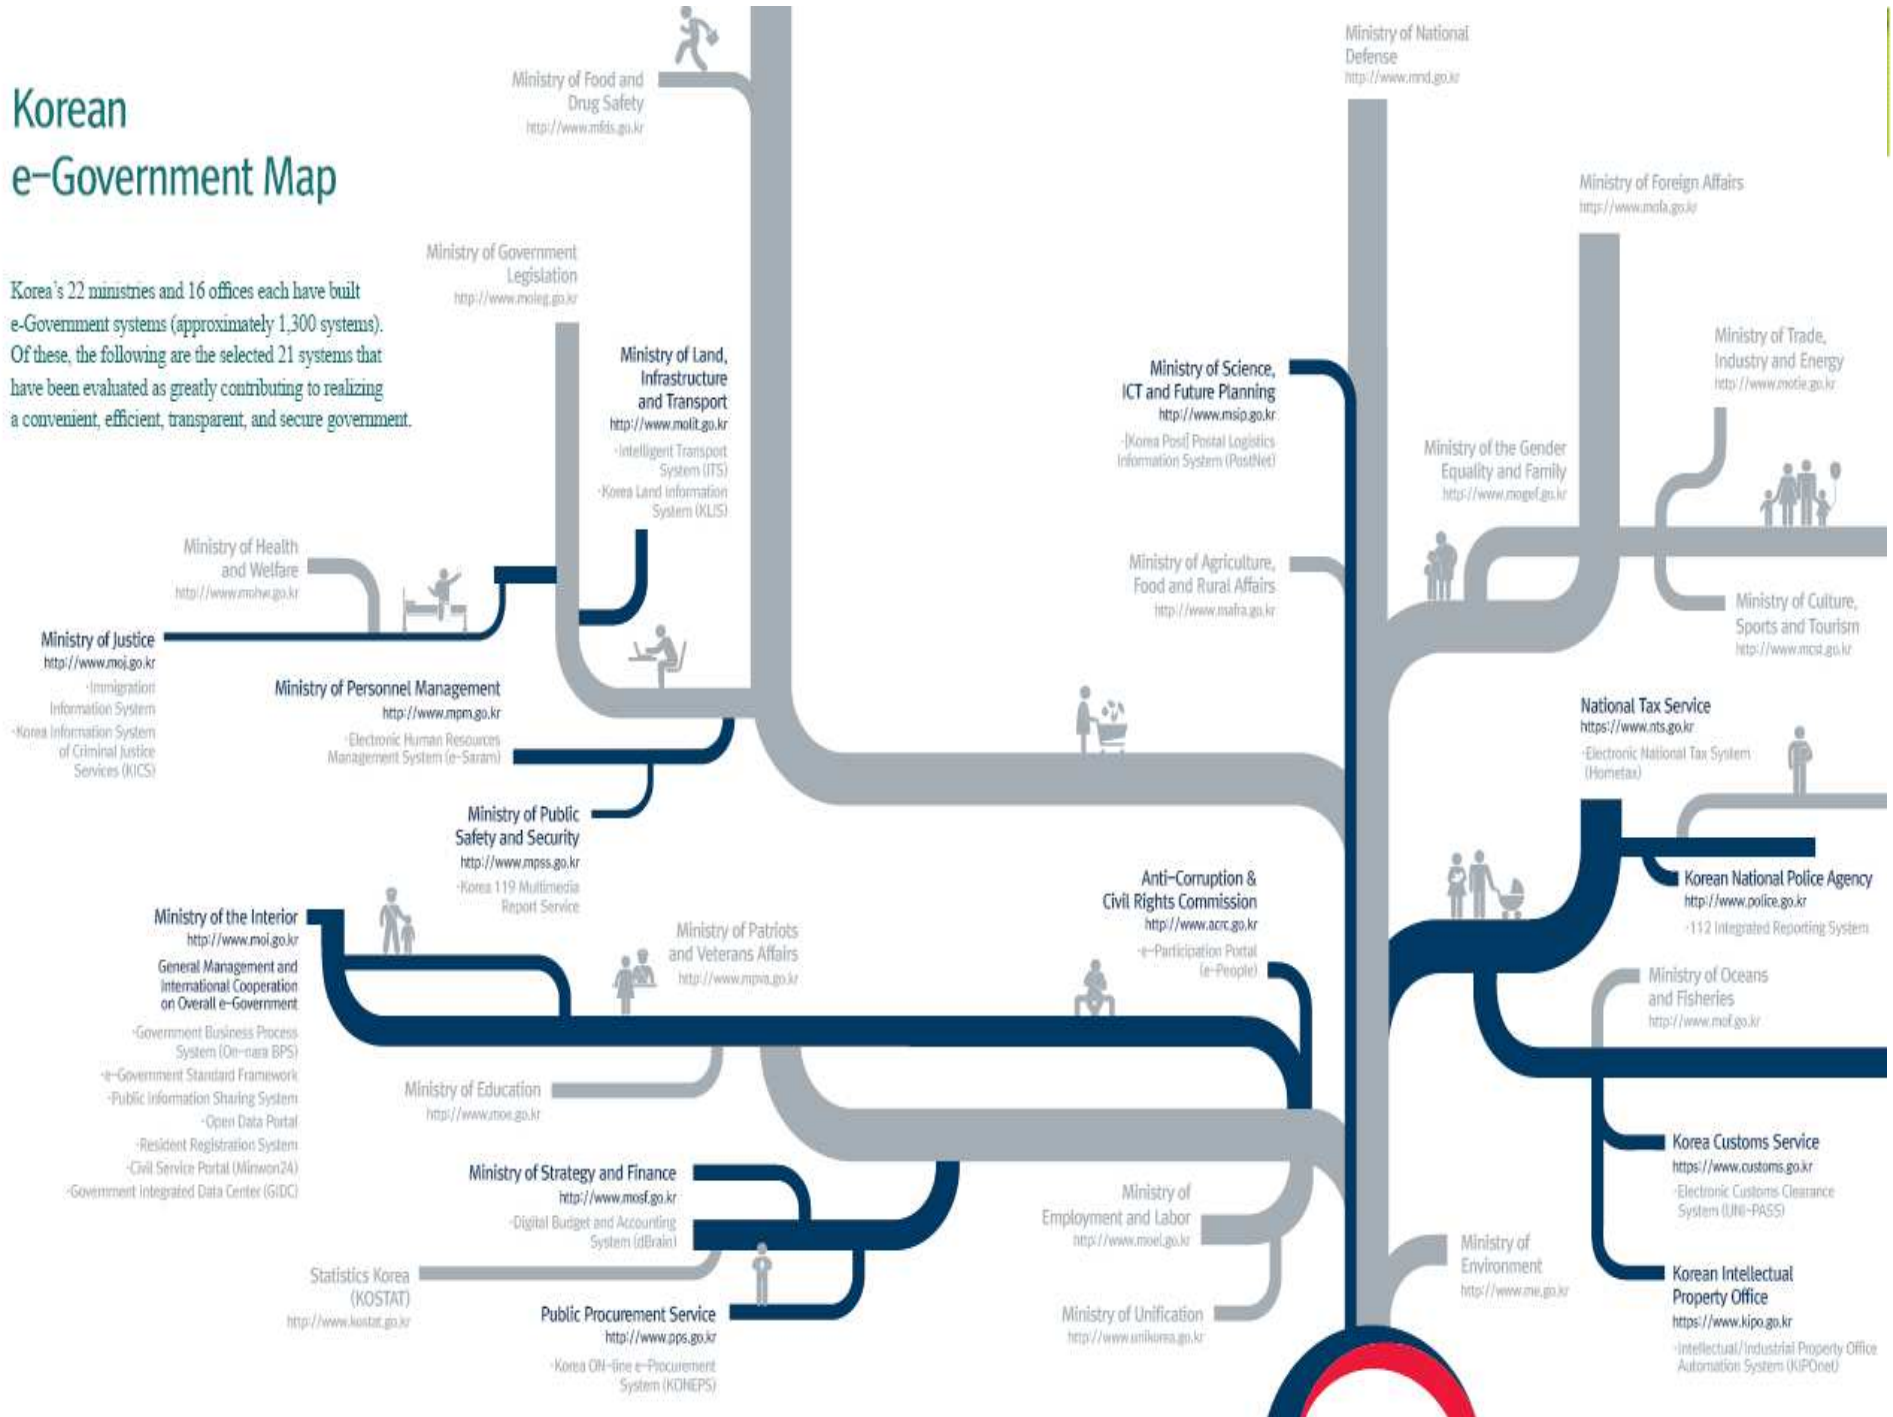 Korean
e-Government Map
Korea's 22 ministries and 16 offices each have built
e-Government systems (approximately 1,300 systems).
Of these, the following are the selected 21 systems that
have been evaluated as greatly contributing to realizing
a convenient, efficient, transparent, and secure government.
Ministry of Food and
Drug Safety
http://www.mfds.go.kr
Ministry of Government
Legislation
http://www.moleg.go.kr
Ministry of Land,
Infrastructure
and Transport
http://www.molit.go.kr
·Intelligent Transport
System (ITS)
·Korea Land Information
System (KLIS)
Ministry of Health
and Welfare
http://www.mohw.go.kr
Ministry of Justice
http://www.moj.go.kr
·Immigration
Information System
·Korea Information System
of Criminal Justice
Services (KICS)
Ministry of Personnel Management
http://www.mpm.go.kr
·Electronic Human Resources
Management System (e-Saram)
Ministry of Public
Safety and Security
http://www.mpss.go.kr
·Korea 119 Multimedia
Report Service
Ministry of the Interior
http://www.moi.go.kr
General Management and
International Cooperation
on Overall e-Government
·Government Business Process
System (On-nara BPS)
·e-Government Standard Framework
·Public Information Sharing System
·Open Data Portal
·Resident Registration System
·Civil Service Portal (Minwon24)
·Government Integrated Data Center (GIDC)
Ministry of Patriots
and Veterans Affairs
http://www.mpva.go.kr
Ministry of Education
http://www.moe.go.kr
Ministry of Strategy and Finance
http://www.mosf.go.kr
·Digital Budget and Accounting
System (dBrain)
Statistics Korea
(KOSTAT)
http://www.kostat.go.kr
Public Procurement Service
http://www.pps.go.kr
·Korea ON-line e-Procurement
System (KONEPS)
Ministry of National
Defense
http://www.mnd.go.kr
Ministry of Foreign Affairs
http://www.mofa.go.kr
Ministry of Trade,
Industry and Energy
http://www.motie.go.kr
Ministry of Science,
ICT and Future Planning
http://www.msip.go.kr
·[Korea Post] Postal Logistics
Information System (PostNet)
Ministry of the Gender
Equality and Family
http://www.mogef.go.kr
Ministry of Agriculture,
Food and Rural Affairs
http://www.mafra.go.kr
Ministry of Culture,
Sports and Tourism
http://www.mcst.go.kr
National Tax Service
https://www.nts.go.kr
·Electronic National Tax System
(Hometax)
Korean National Police Agency
http://www.police.go.kr
·112 Integrated Reporting System
Anti-Corruption &
Civil Rights Commission
http://www.acrc.go.kr
·e-Participation Portal
(e-People)
Ministry of Oceans
and Fisheries
http://www.mof.go.kr
Korea Customs Service
https://www.customs.go.kr
·Electronic Customs Clearance
System (UNI-PASS)
Ministry of
Employment and Labor
http://www.moel.go.kr
Ministry of
Environment
http://www.me.go.kr
Ministry of Unification
http://www.unikorea.go.kr
Korean Intellectual
Property Office
https://www.kipo.go.kr
·Intellectual/Industrial Property Office
Automation System (KIPOnet)